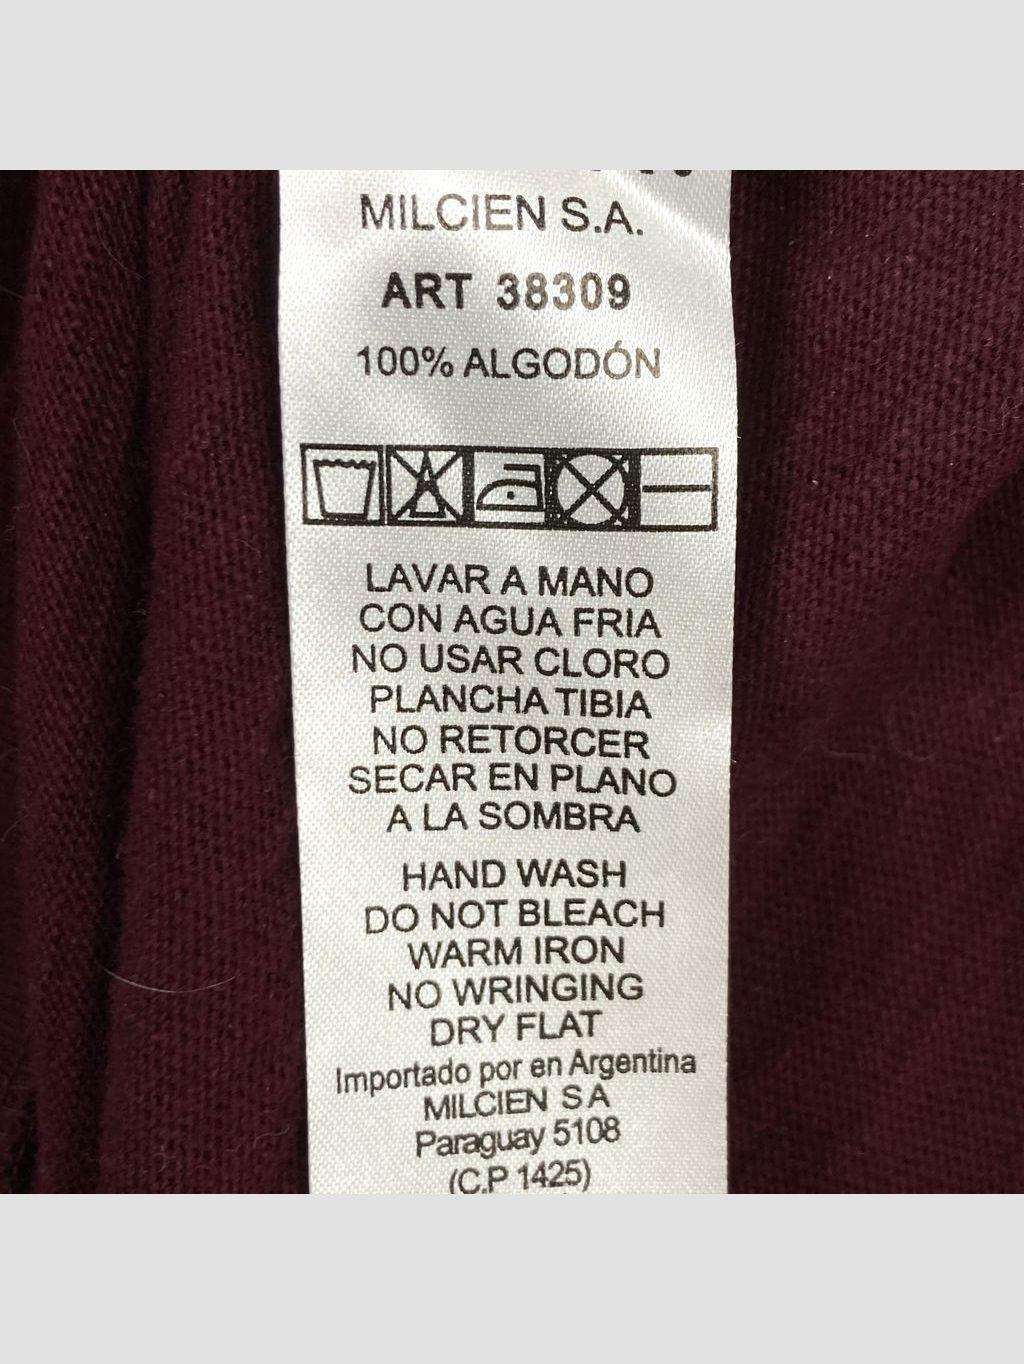 MILCIEN S.A.
ART 38309
100% ALGODÓN
LAVAR A MANO
CON AGUA FRIA
NO USAR CLORO
PLANCHA TIBIA
NO RETORCER
SECAR EN PLANO
A LA SOMBRA
HAND WASH
DO NOT BLEACH
WARM IRON
NO WRINGING
DRY FLAT
Importado por en Argentina
MILCIEN S A
Paraguay 5108
(C.P 1425)